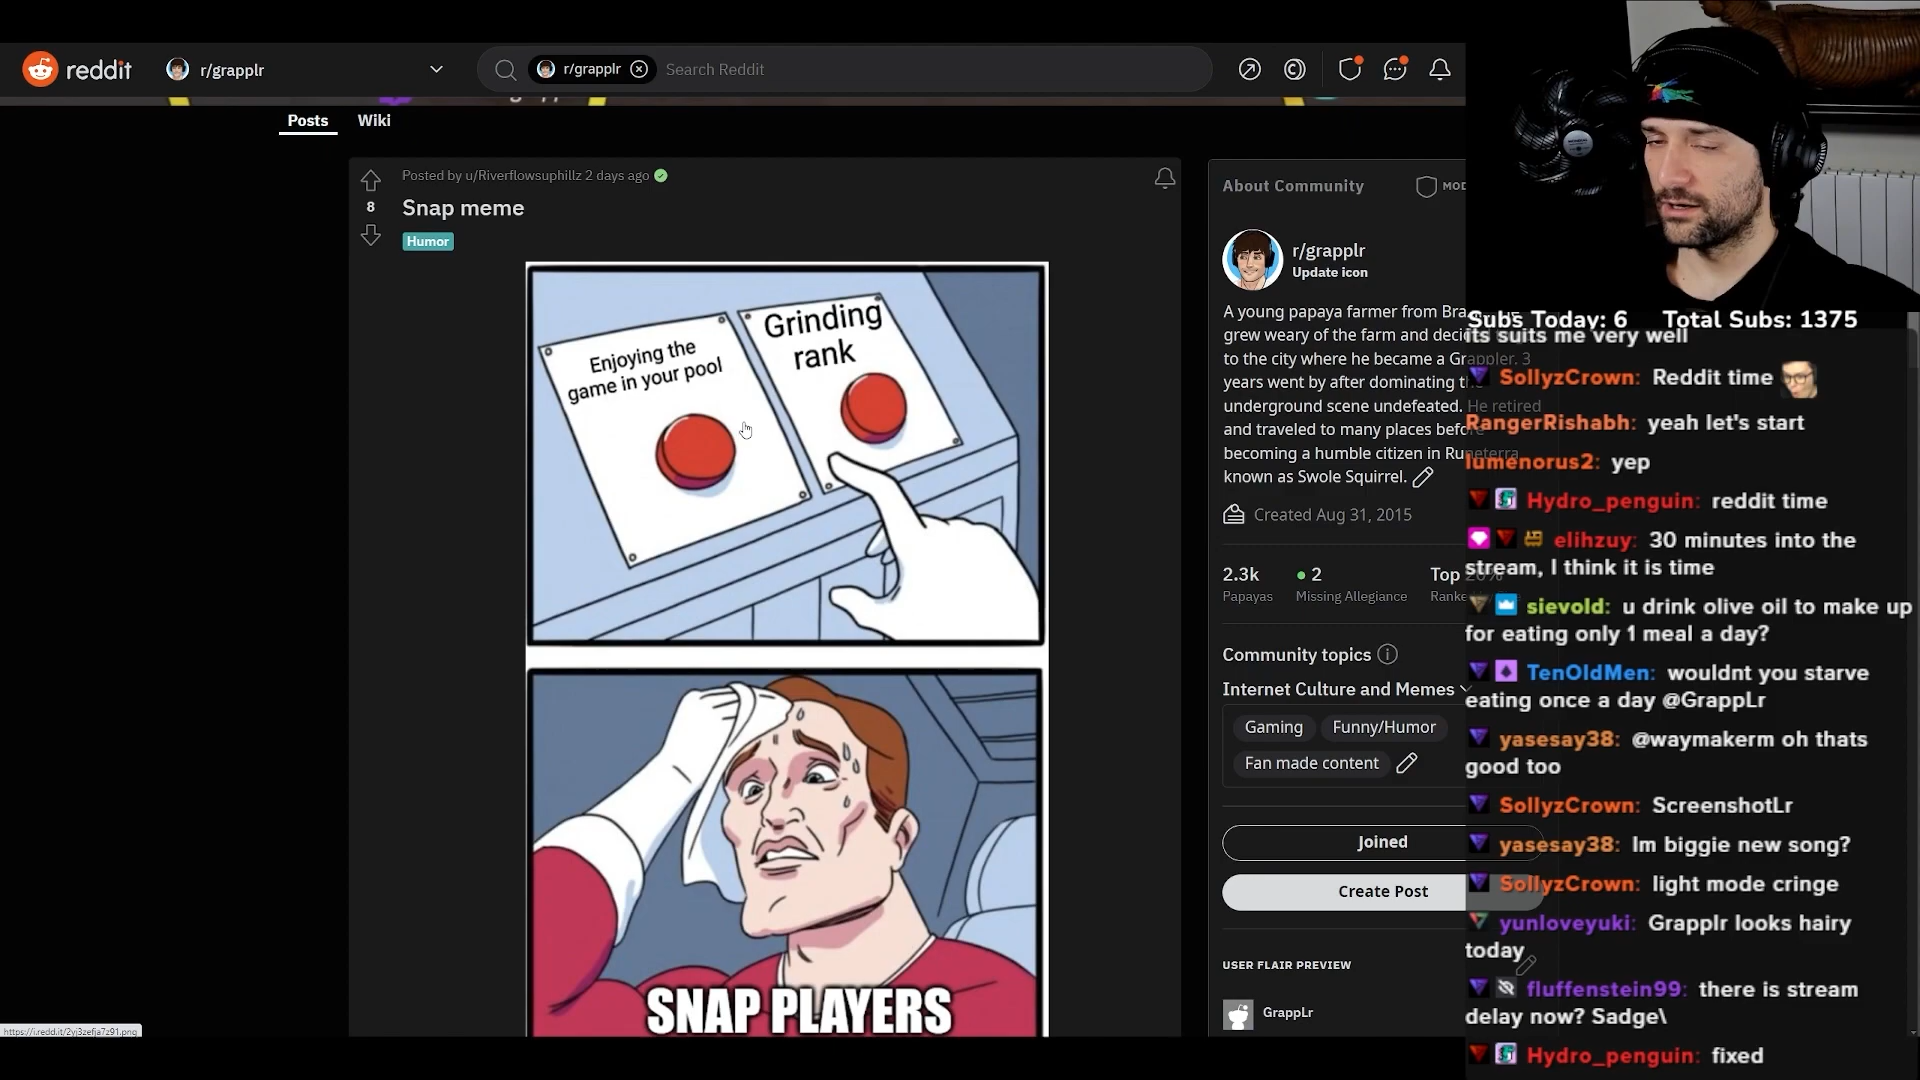 reddit
r/grapplr
r/grapplr
Search Reddit
Posts
Wiki
Posted by u/Riverflowsuphillz 2 days ago
8
Snap meme
Humor
Enjoying the
game in your pool
Grinding
rank
SNAP PLAYERS
https://i.redd.it/2yj3zefja7z91.png
About Community
MOD
r/grapplr
Update icon
A young papaya farmer from Bra
grew weary of the farm and decid
to the city where he became a Grappler. 3
years went by after dominating t
underground scene undefeated. He retired
and traveled to many places before
becoming a humble citizen in Runeterra
known as Swole Squirrel.
Created Aug 31, 2015
2.3k
Papayas
2
Missing Allegiance
Top 20%
Ranke
Community topics
Internet Culture and Memes
Gaming
Funny/Humor
Fan made content
Joined
Create Post
USER FLAIR PREVIEW
GrappLr
Subs Today: 6 Total Subs: 1375
its suits me very well
SollyzCrown: Reddit time
RangerRishabh: yeah let's start
lumenorus2: yep
Hydro_penguin: reddit time
elihzuy: 30 minutes into the
stream, I think it is time
sievold: u drink olive oil to make up
for eating only 1 meal a day?
TenOldMen: wouldnt you starve
eating once a day @GrappLr
yasesay38: @waymakerm oh thats
good too
SollyzCrown: ScreenshotLr
yasesay38: Im biggie new song?
SollyzCrown: light mode cringe
yunloveyuki: Grapplr looks hairy
today
fluffenstein99: there is stream
delay now? Sadge\
Hydro_penguin: fixed